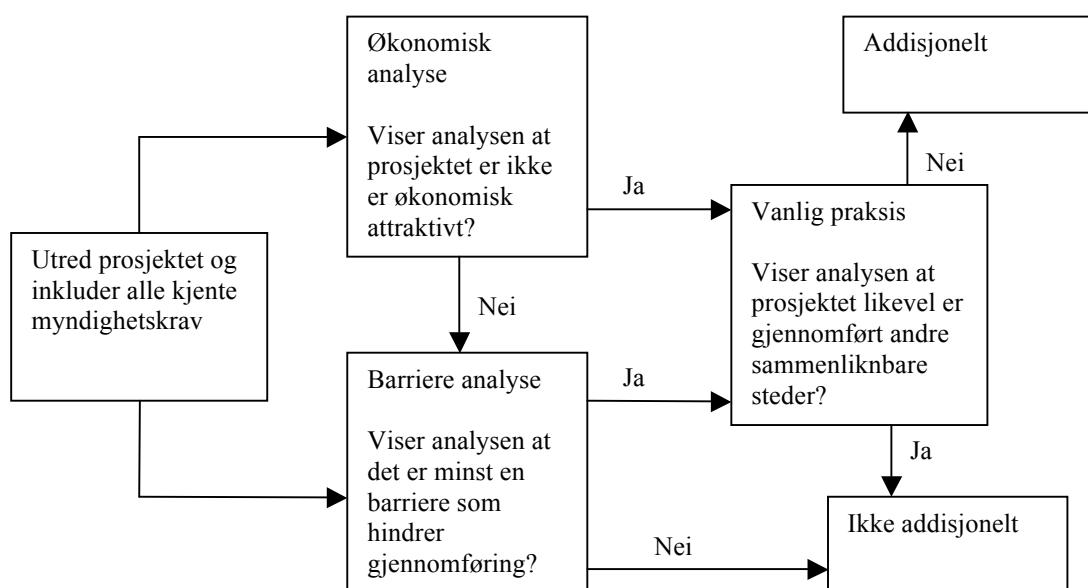 Utred prosjektet og
inkluder alle kjente
myndighetskrav
Økonomisk
analyse
Viser analysen at
prosjektet er ikke
er økonomisk
attraktivt?
Ja
Nei
Barriere analyse
Viser analysen at
det er minst en
barriere som
hindrer
gjennomføring?
Ja
Nei
Vanlig praksis
Viser analysen at
prosjektet likevel er
gjennomført andre
sammenliknbare
steder?
Nei
Addisjonelt
Ja
Ikke addisjonelt